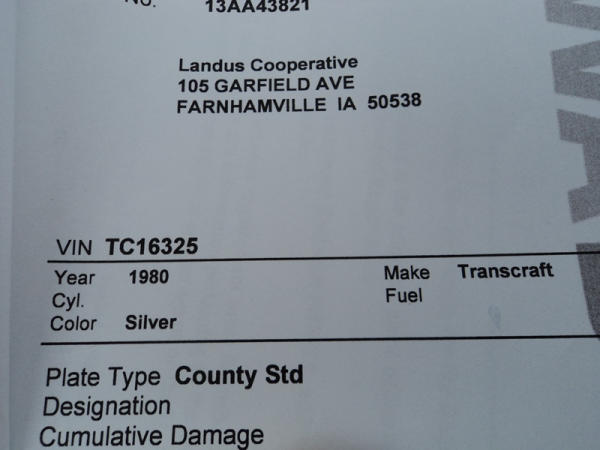 No. 13AA43821
Landus Cooperative
105 GARFIELD AVE
FARNHAMVILLE IA 50538
VIN TC16325
Year 1980 Make Transcraft
Cyl. Fuel
Color Silver
Plate Type County Std
Designation
Cumulative Damage